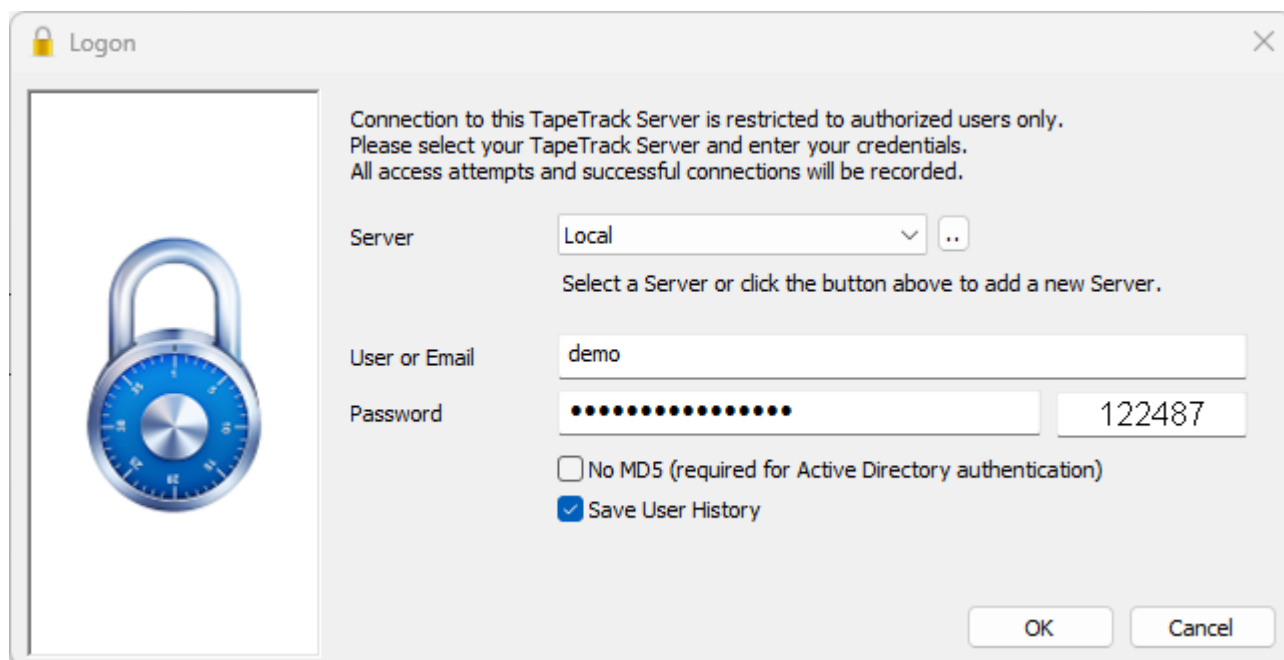 Logon
Connection to this TapeTrack Server is restricted to authorized users only.
Please select your TapeTrack Server and enter your credentials.
All access attempts and successful connections will be recorded.
Server Local ..
Select a Server or click the button above to add a new Server.
User or Email demo
Password •••••••••••••••• 122487
No MD5 (required for Active Directory authentication)
Save User History
OK Cancel